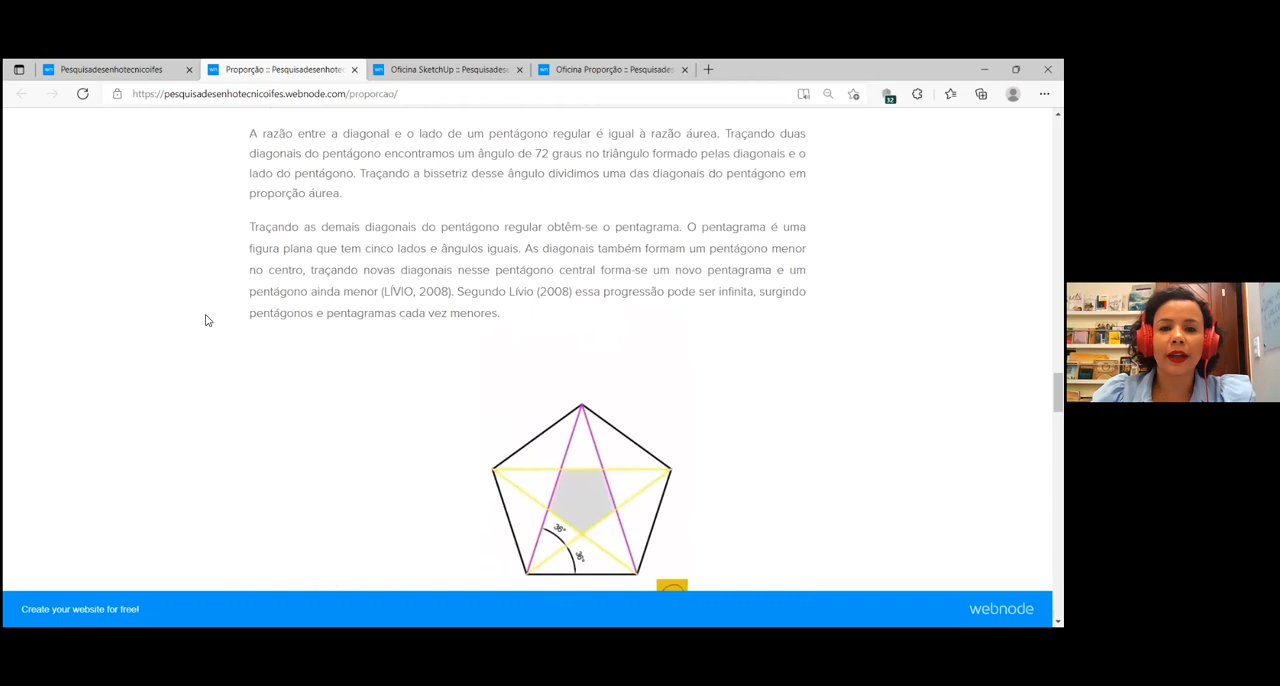 Pesquisadesenhotecnicoifes
Proporção :: Pesquisadesenhotec
Oficina SketchUp :: Pesquisadese
Oficina Proporção :: Pesquisades
https://pesquisadesenhotecnicoifes.webnode.com/proporcao/
32
A razão entre a diagonal e o lado de um pentágono regular é igual à razão áurea. Traçando duas
diagonais do pentágono encontramos um ângulo de 72 graus no triângulo formado pelas diagonais e o
lado do pentágono. Traçando a bissetriz desse ângulo dividimos uma das diagonais do pentágono em
proporção áurea.
Traçando as demais diagonais do pentágono regular obtêm-se o pentagrama. O pentagrama é uma
figura plana que tem cinco lados e ângulos iguais. As diagonais também formam um pentágono menor
no centro, traçando novas diagonais nesse pentágono central forma-se um novo pentagrama e um
pentágono ainda menor (LÍVIO, 2008). Segundo Lívio (2008) essa progressão pode ser infinita, surgindo
pentágonos e pentagramas cada vez menores.
36°
36°
Create your website for free!
webnode